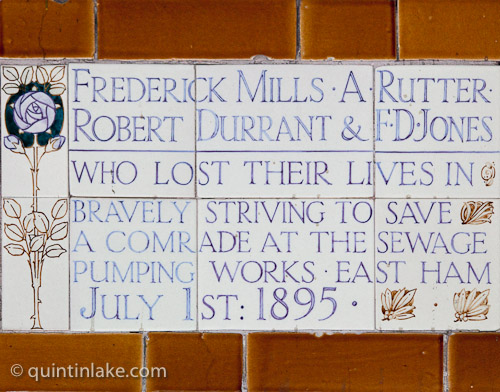 FREDERICK MILLS · A · RUTTER ·
ROBERT DURRANT & F · D · JONES
WHO LOST THEIR LIVES IN
BRAVELY STRIVING TO SAVE
A COMRADE AT THE SEWAGE
PUMPING WORKS · EAST HAM
JULY 1ST: 1895 ·
© quintinlake.com